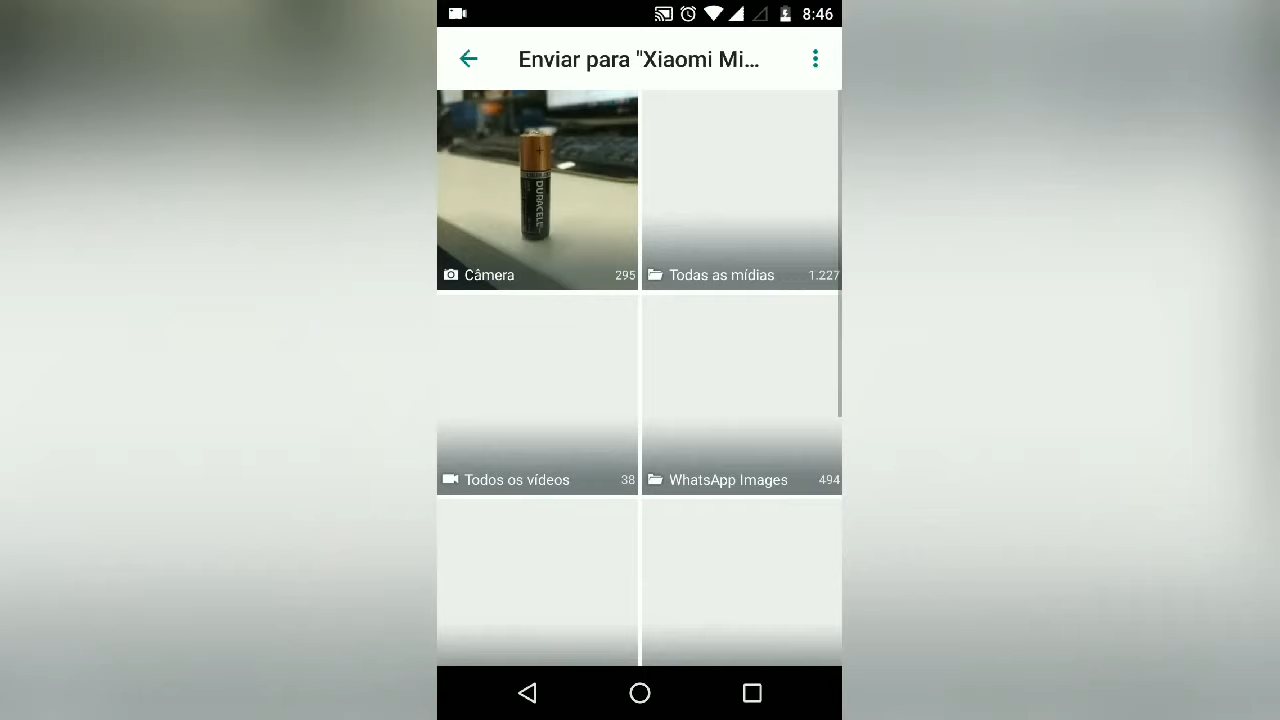 8:46
Enviar para "Xiaomi Mi...
DURACELL
Câmera 295
Todas as mídias 1.227
Todos os vídeos 38
WhatsApp Images 494